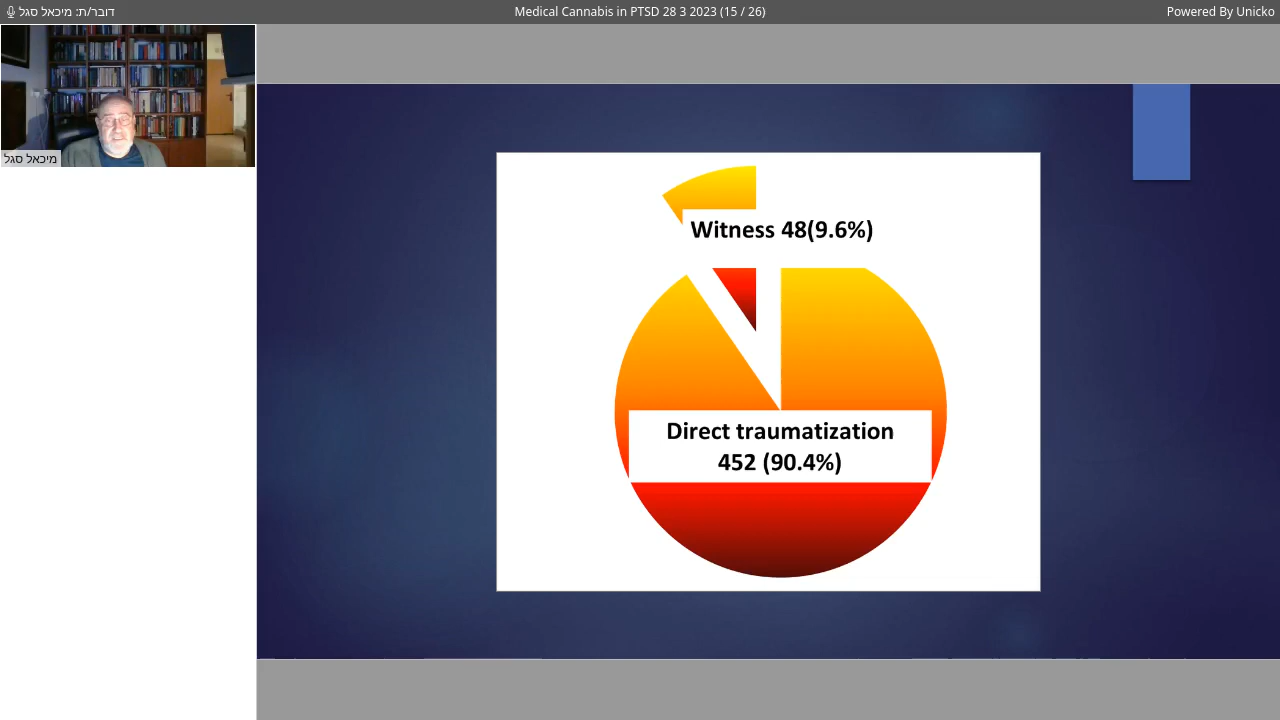 דובר/ת: מיכאל סגל
Medical Cannabis in PTSD 28 3 2023 (15 / 26)
Powered By Unicko
מיכאל סגל
Witness 48(9.6%)
Direct traumatization
452 (90.4%)